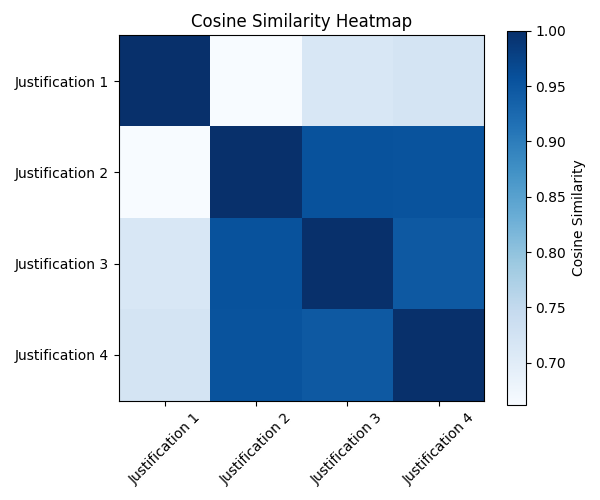 Cosine Similarity Heatmap
Justification 1
Justification 2
Justification 3
Justification 4
Justification 1
Justification 2
Justification 3
Justification 4
1.00
0.95
0.90
0.85
0.80
0.75
0.70
Cosine Similarity